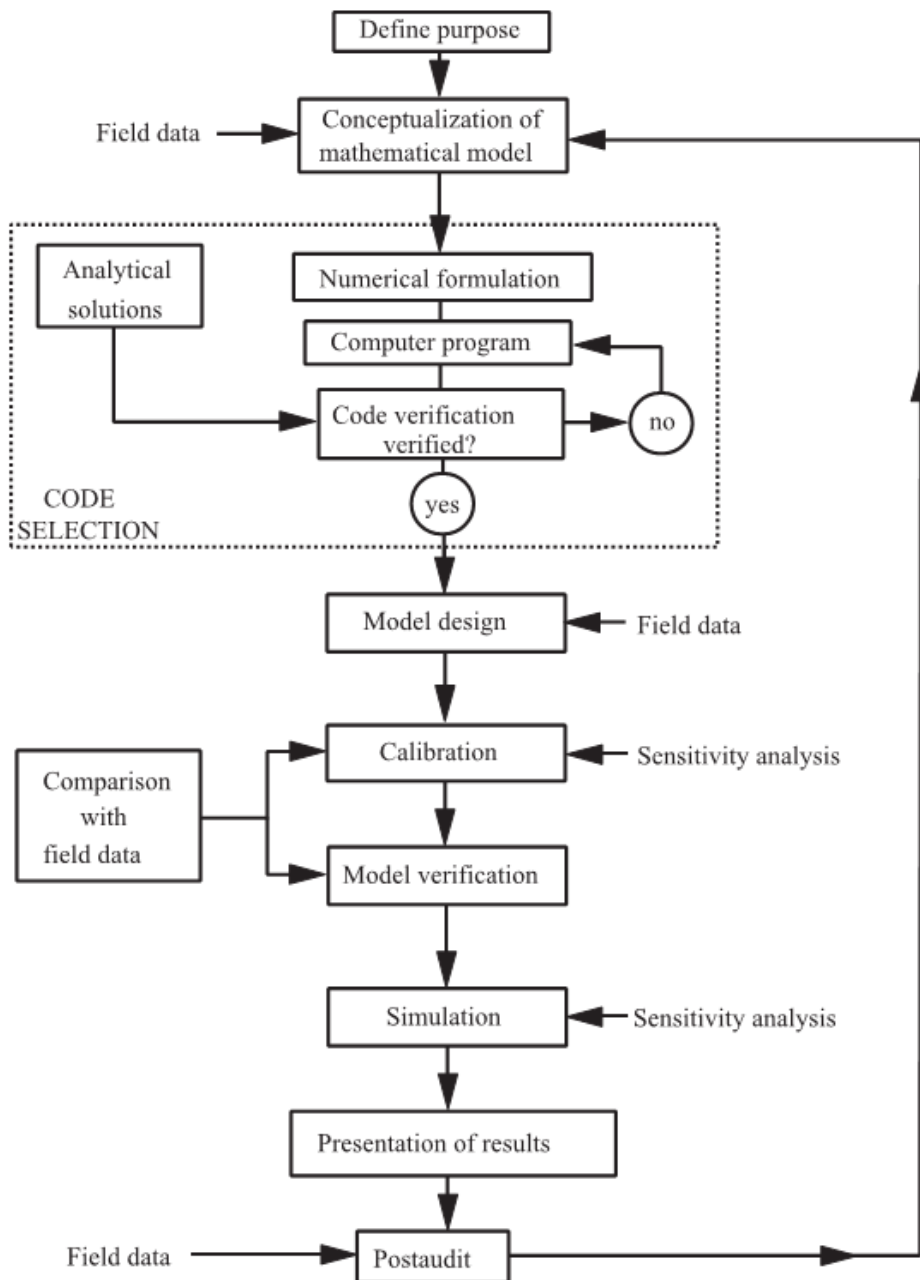 Define purpose
Field data
Conceptualization of
mathematical model
Analytical
solutions
Numerical formulation
Computer program
Code verification
verified?
no
yes
CODE
SELECTION
Model design
Field data
Calibration
Sensitivity analysis
Comparison
with
field data
Model verification
Simulation
Sensitivity analysis
Presentation of results
Field data
Postaudit